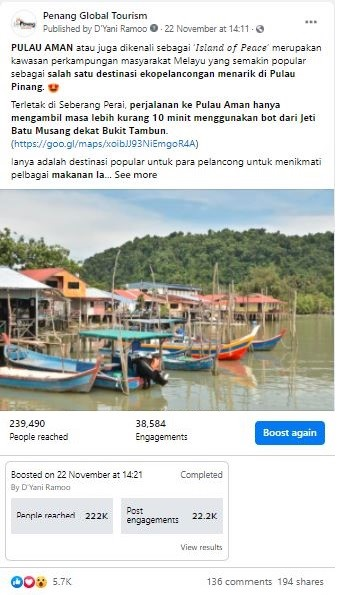 Penang Global Tourism
Published by D'Yani Ramoo · 22 November at 14:11 ·
PULAU AMAN atau juga dikenali sebagai 'Island of Peace' merupakan
kawasan perkampungan masyarakat Melayu yang semakin popular
sebagai salah satu destinasi ekopelancongan menarik di Pulau
Pinang. 😍
Terletak di Seberang Perai, perjalanan ke Pulau Aman hanya
mengambil masa lebih kurang 10 minit menggunakan bot dari Jeti
Batu Musang dekat Bukit Tambun.
(https://goo.gl/maps/xoibJJ93NiEmgoR4A)
Ianya adalah destinasi popular untuk para pelancong untuk menikmati
pelbagai makanan la... See more
239,490
People reached
38,584
Engagements
Boost again
Boosted on 22 November at 14:21
Completed
By D'Yani Ramoo
People reached 222K
Post engagements 22.2K
View results
5.7K
136 comments 194 shares